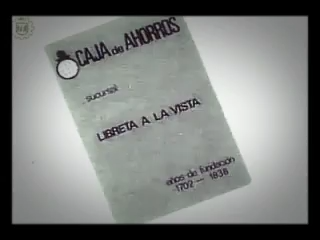 CAJA de AHORROS
sucursal
LIBRETA A LA VISTA
años de fundación
1702 — 1838